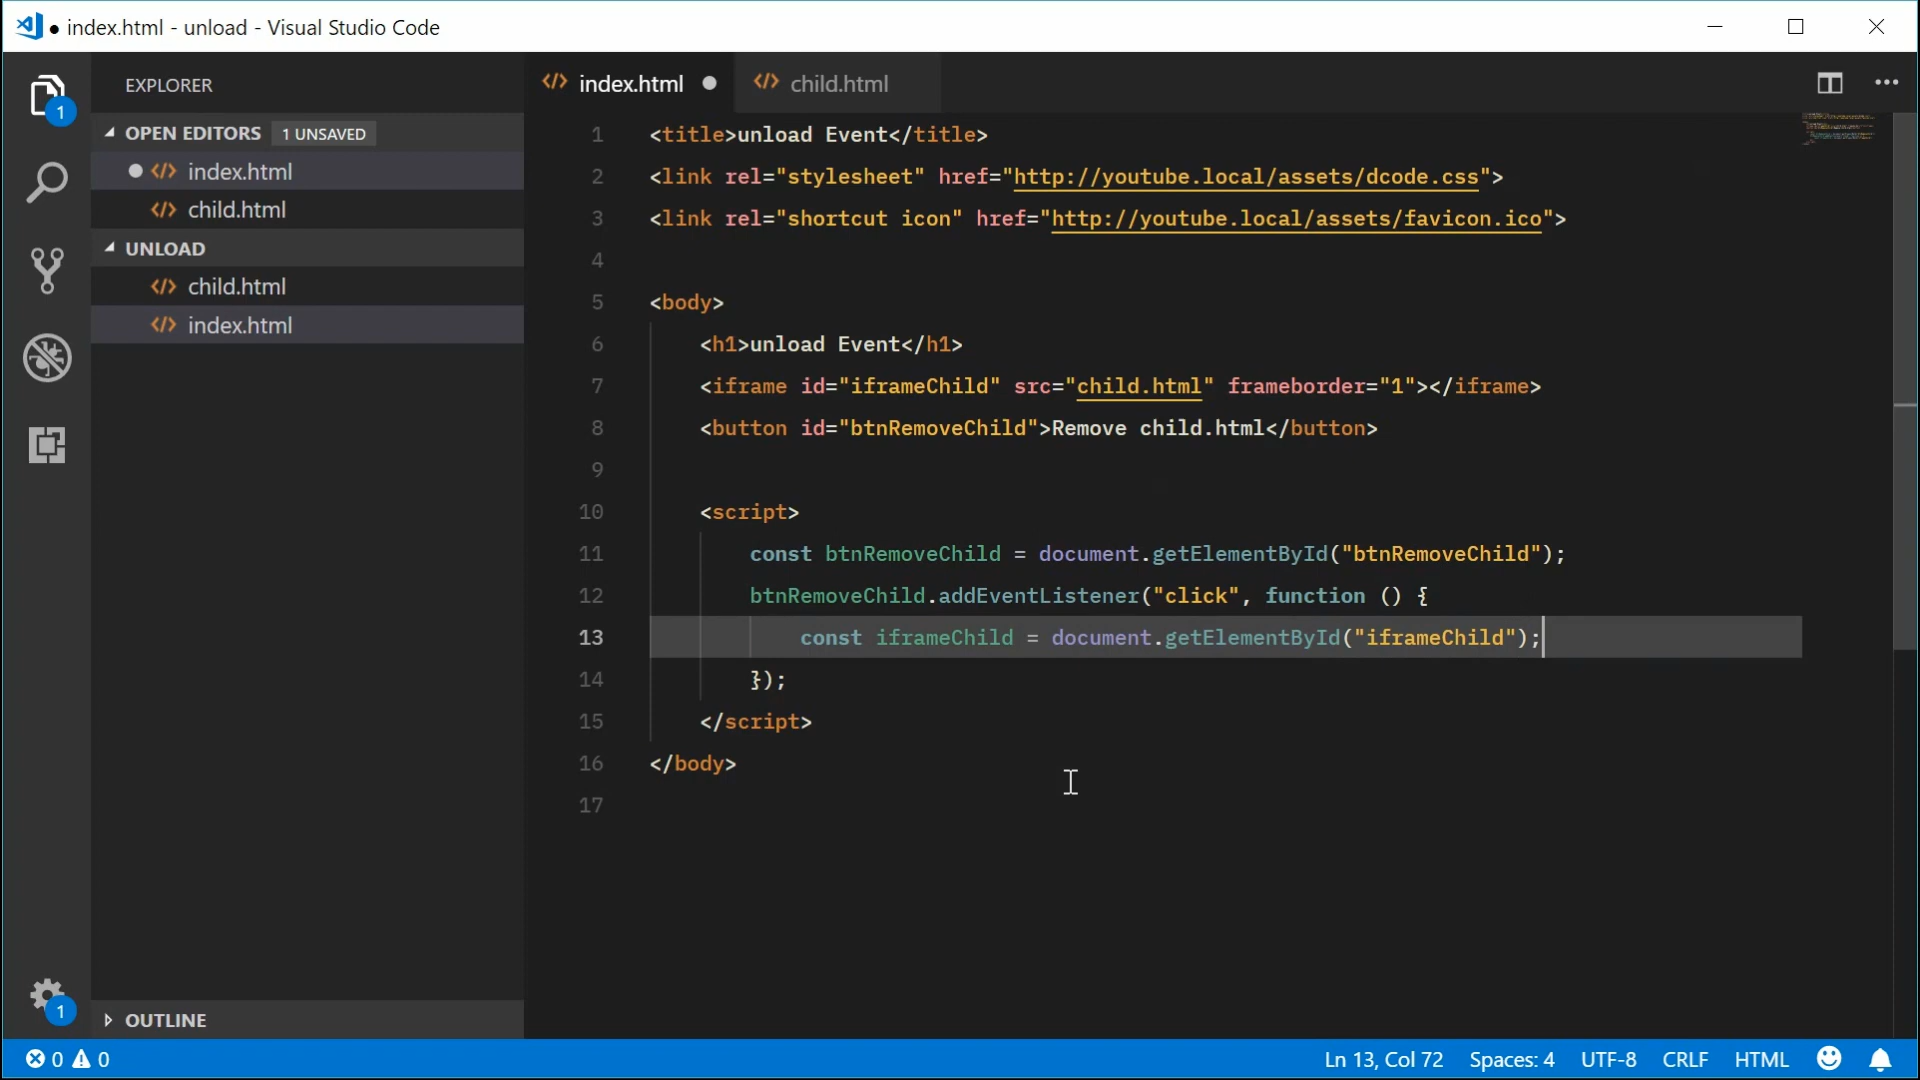 ● index.html - unload - Visual Studio Code
EXPLORER
OPEN EDITORS 1 UNSAVED
index.html
child.html
UNLOAD
child.html
index.html
OUTLINE
1
1
index.html
child.html
1 <title>unload Event</title>
2 <link rel="stylesheet" href="http://youtube.local/assets/dcode.css">
3 <link rel="shortcut icon" href="http://youtube.local/assets/favicon.ico">
4
5 <body>
6 <h1>unload Event</h1>
7 <iframe id="iframeChild" src="child.html" frameborder="1"></iframe>
8 <button id="btnRemoveChild">Remove child.html</button>
9
10 <script>
11 const btnRemoveChild = document.getElementById("btnRemoveChild");
12 btnRemoveChild.addEventListener("click", function () {
13 const iframeChild = document.getElementById("iframeChild");
14 });
15 </script>
16 </body>
17
0 0 Ln 13, Col 72 Spaces: 4 UTF-8 CRLF HTML